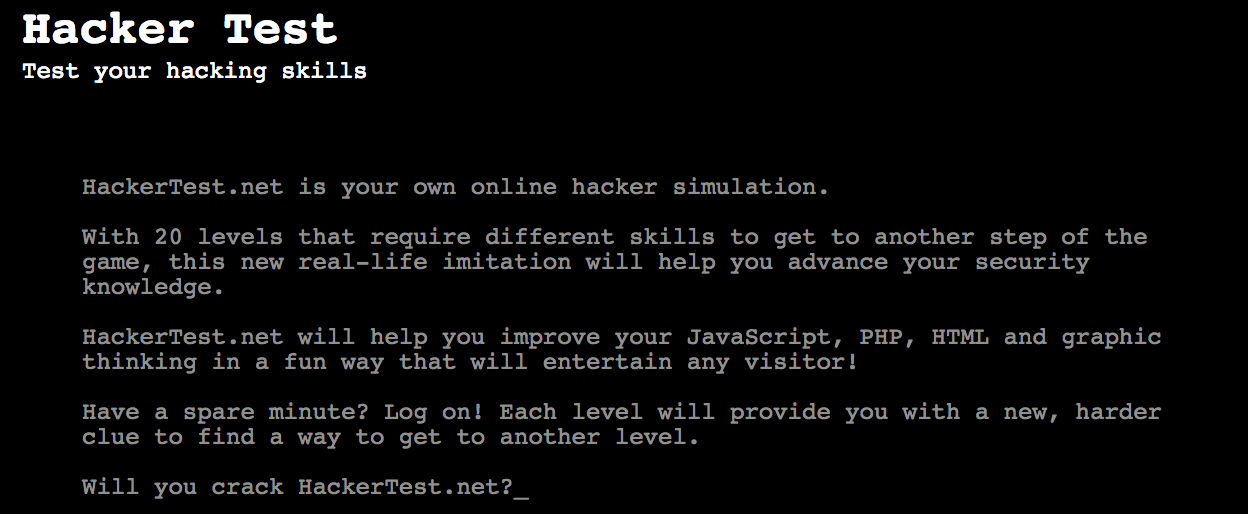 Hacker Test
Test your hacking skills
HackerTest.net is your own online hacker simulation.
With 20 levels that require different skills to get to another step of the
game, this new real-life imitation will help you advance your security
knowledge.
HackerTest.net will help you improve your JavaScript, PHP, HTML and graphic
thinking in a fun way that will entertain any visitor!
Have a spare minute? Log on! Each level will provide you with a new, harder
clue to find a way to get to another level.
Will you crack HackerTest.net?_